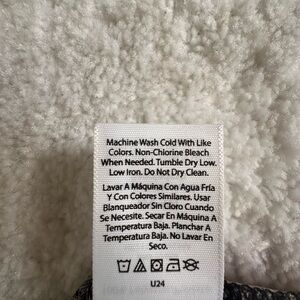 Machine Wash Cold With Like
Colors. Non-Chlorine Bleach
When Needed. Tumble Dry Low.
Low Iron. Do Not Dry Clean.
Lavar A Máquina Con Agua Fría
Y Con Colores Similares. Usar
Blanqueador Sin Cloro Cuando
Se Necesite. Secar En Máquina A
Temperatura Baja. Planchar A
Temperatura Baja. No Lavar En
Seco.
U24